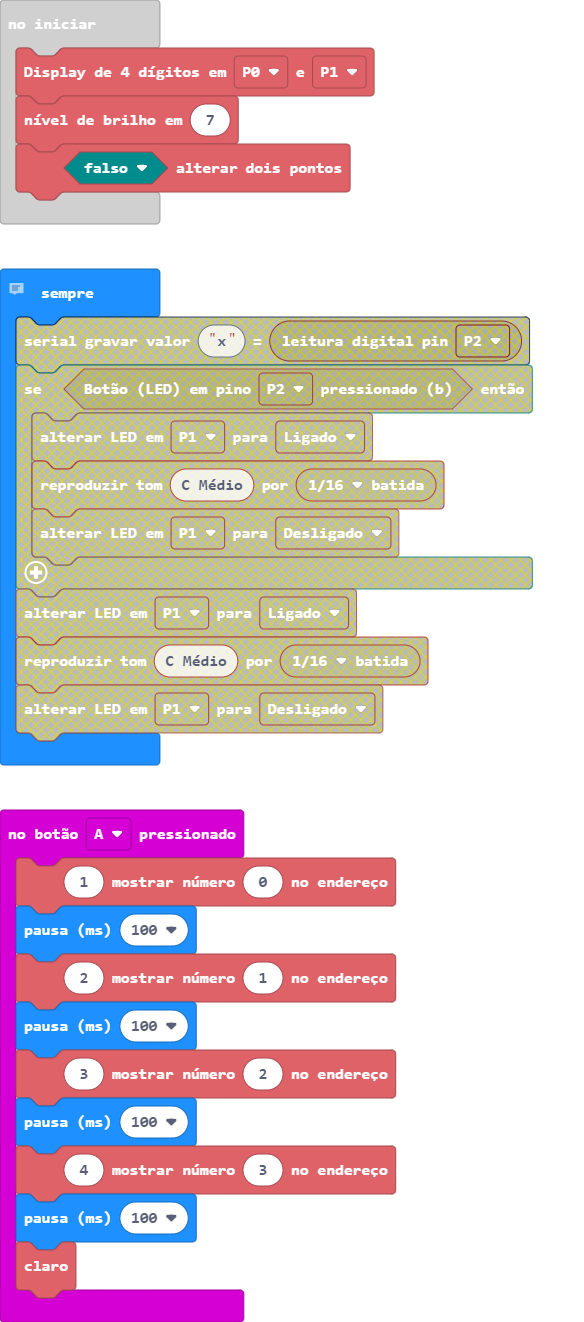 no iniciar
Display de 4 dígitos em P0 e P1
nível de brilho em 7
falso alterar dois pontos
sempre
serial gravar valor "x" = leitura digital pin P2
se Botão (LED) em pino P2 pressionado (b) então
alterar LED em P1 para Ligado
reproduzir tom C Médio por 1/16 batida
alterar LED em P1 para Desligado
alterar LED em P1 para Ligado
reproduzir tom C Médio por 1/16 batida
alterar LED em P1 para Desligado
no botão A pressionado
1 mostrar número 0 no endereço
pausa (ms) 100
2 mostrar número 1 no endereço
pausa (ms) 100
3 mostrar número 2 no endereço
pausa (ms) 100
4 mostrar número 3 no endereço
pausa (ms) 100
claro